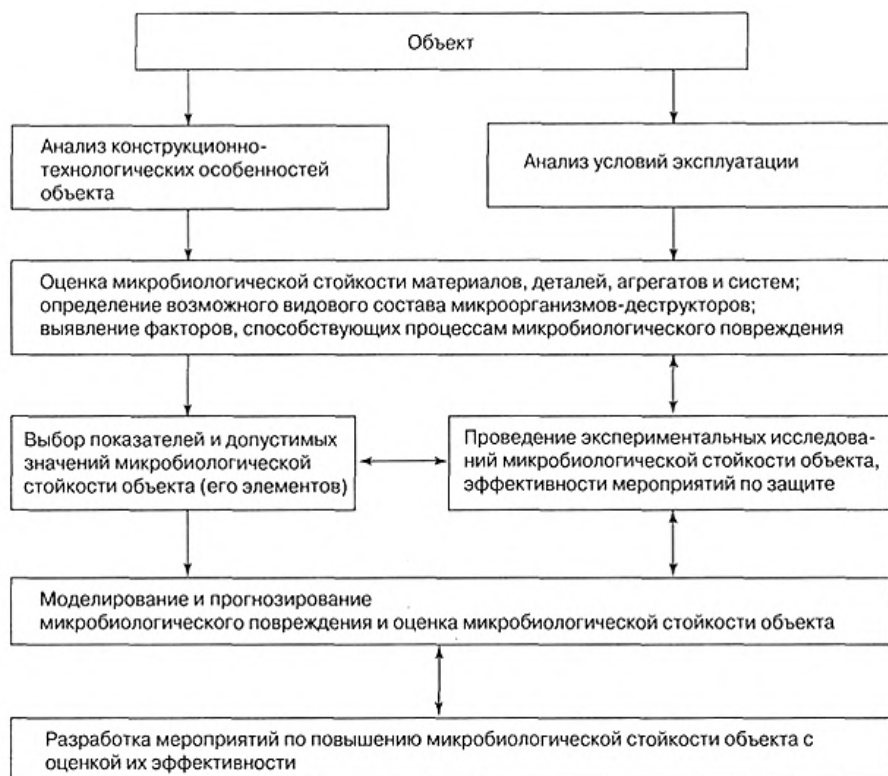 Объект
Анализ конструкционно-
технологических особенностей
объекта
Анализ условий эксплуатации
Оценка микробиологической стойкости материалов, деталей, агрегатов и систем;
определение возможного видового состава микроорганизмов-деструкторов;
выявление факторов, способствующих процессам микробиологического повреждения
Выбор показателей и допустимых
значений микробиологической
стойкости объекта (его элементов)
Проведение экспериментальных исследова-
ний микробиологической стойкости объекта,
эффективности мероприятий по защите
Моделирование и прогнозирование
микробиологического повреждения и оценка микробиологической стойкости объекта
Разработка мероприятий по повышению микробиологической стойкости объекта с
оценкой их эффективности